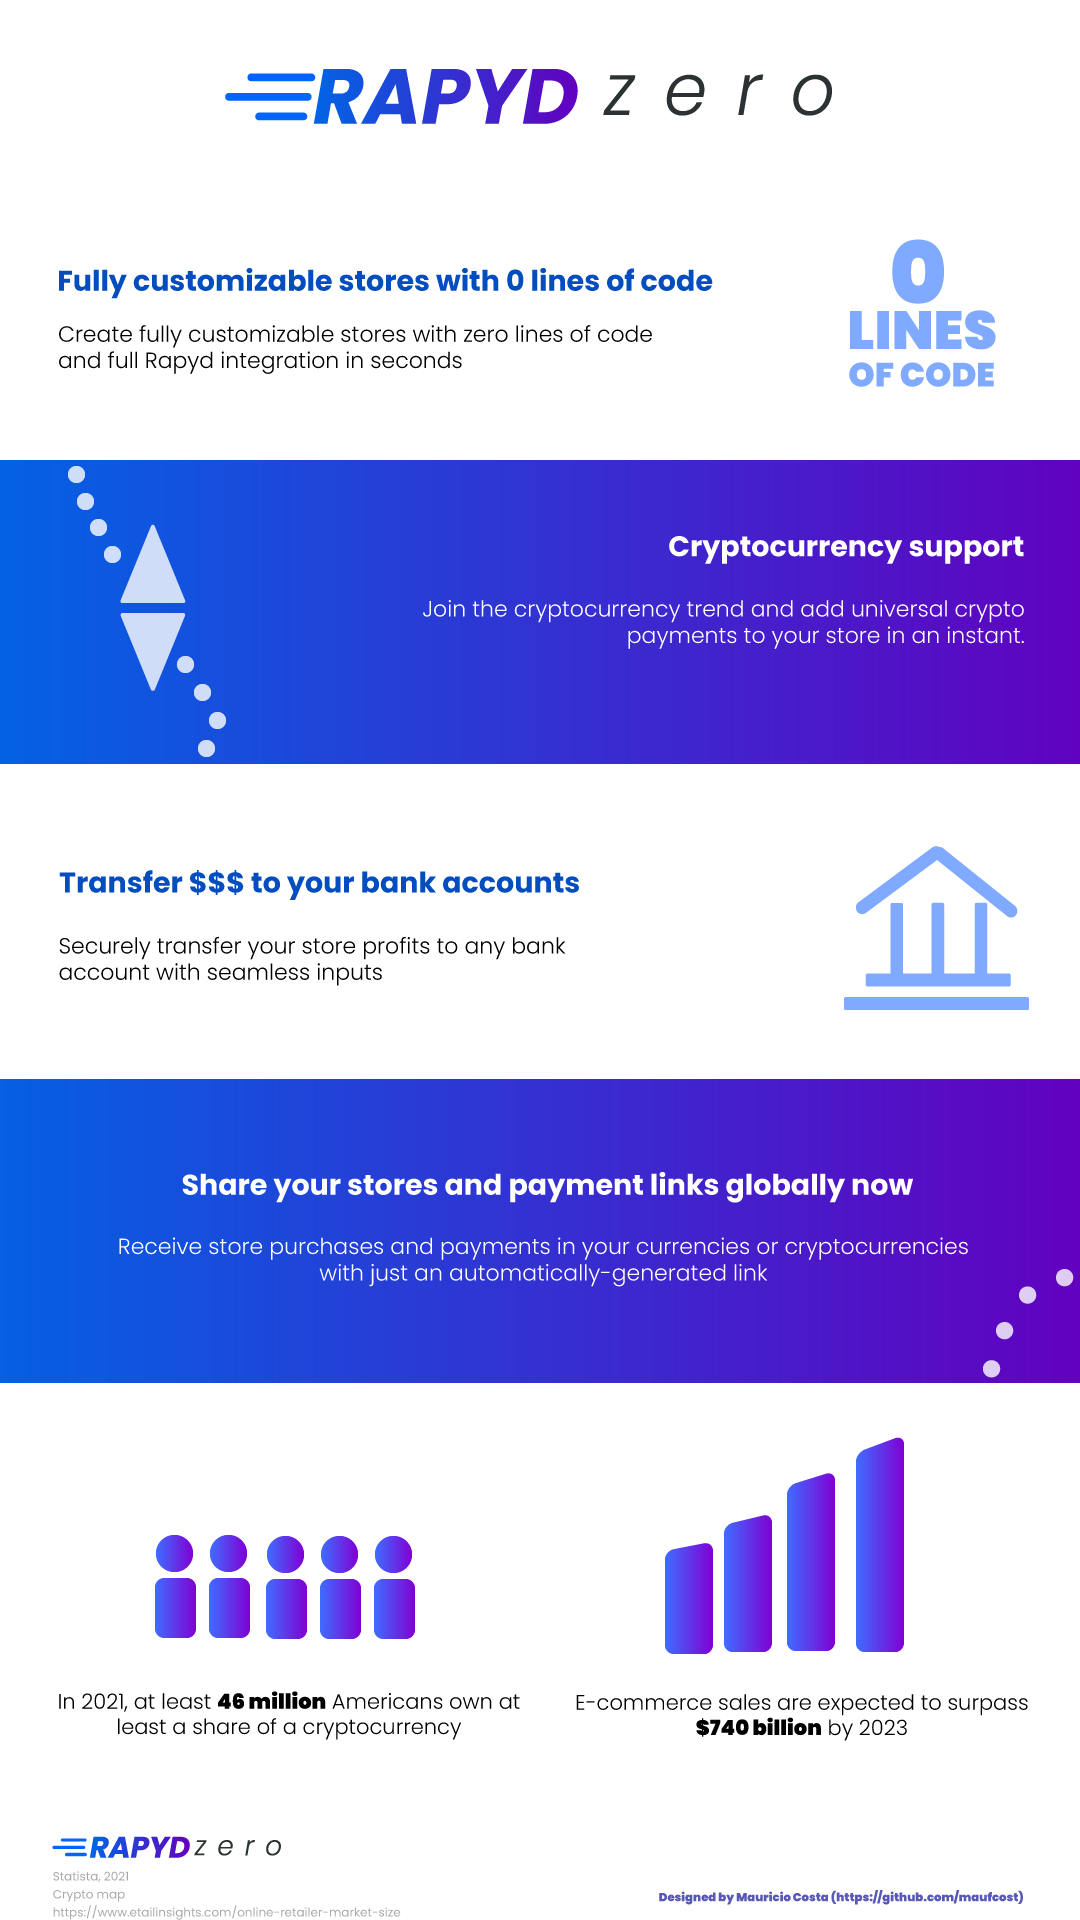 RAPYD zero
Fully customizable stores with 0 lines of code
Create fully customizable stores with zero lines of code
and full Rapyd integration in seconds
0
LINES
OF CODE
Cryptocurrency support
Join the cryptocurrency trend and add universal crypto
payments to your store in an instant.
Transfer $$$ to your bank accounts
Securely transfer your store profits to any bank
account with seamless inputs
Share your stores and payment links globally now
Receive store purchases and payments in your currencies or cryptocurrencies
with just an automatically-generated link
In 2021, at least 46 million Americans own at
least a share of a cryptocurrency
E-commerce sales are expected to surpass
$740 billion by 2023
RAPYD zero
Statista, 2021
Crypto map
https://www.etailinsights.com/online-retailer-market-size
Designed by Mauricio Costa (https://github.com/maufcost)